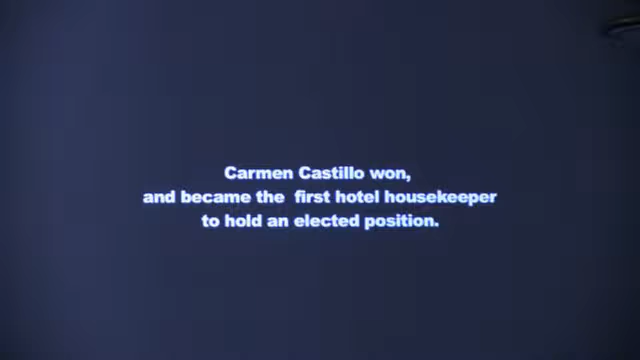 Carmen Castillo won,
and became the first hotel housekeeper
to hold an elected position.